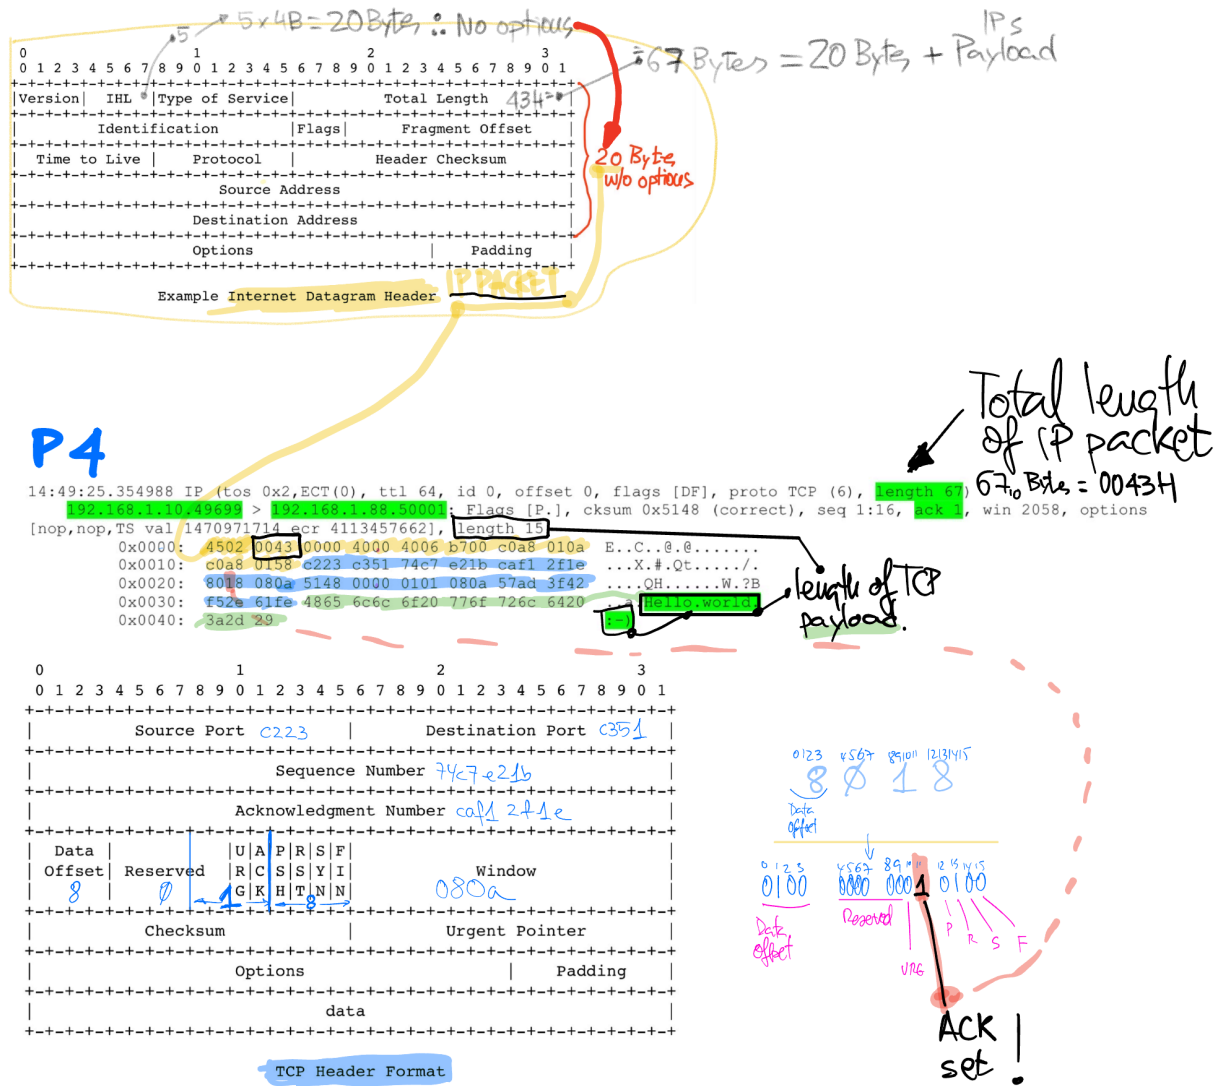 5 5x4B=20Bytes ∴ No options
IPs
=67 Bytes = 20 Bytes + Payload
0                   1                   2                   3
0 1 2 3 4 5 6 7 8 9 0 1 2 3 4 5 6 7 8 9 0 1 2 3 4 5 6 7 8 9 0 1
+-+-+-+-+-+-+-+-+-+-+-+-+-+-+-+-+-+-+-+-+-+-+-+-+-+-+-+-+-+-+-+-+
|Version|  IHL  |Type of Service|          Total Length 43H         |
+-+-+-+-+-+-+-+-+-+-+-+-+-+-+-+-+-+-+-+-+-+-+-+-+-+-+-+-+-+-+-+-+
|         Identification        |Flags|      Fragment Offset    |
+-+-+-+-+-+-+-+-+-+-+-+-+-+-+-+-+-+-+-+-+-+-+-+-+-+-+-+-+-+-+-+-+
|  Time to Live |    Protocol   |         Header Checksum       |
+-+-+-+-+-+-+-+-+-+-+-+-+-+-+-+-+-+-+-+-+-+-+-+-+-+-+-+-+-+-+-+-+
20 Bytes
w/o options
|                       Source Address                          |
+-+-+-+-+-+-+-+-+-+-+-+-+-+-+-+-+-+-+-+-+-+-+-+-+-+-+-+-+-+-+-+-+
|                    Destination Address                        |
+-+-+-+-+-+-+-+-+-+-+-+-+-+-+-+-+-+-+-+-+-+-+-+-+-+-+-+-+-+-+-+-+
|                    Options                    |    Padding    |
+-+-+-+-+-+-+-+-+-+-+-+-+-+-+-+-+-+-+-+-+-+-+-+-+-+-+-+-+-+-+-+-+
IP PACKET
Example Internet Datagram Header
Total length
of IP packet
67₁₀ Bytes = 0043H
P4
14:49:25.354988 IP (tos 0x2,ECT(0), ttl 64, id 0, offset 0, flags [DF], proto TCP (6), length 67)
192.168.1.10.49699 > 192.168.1.88.50001: Flags [P.], cksum 0x5148 (correct), seq 1:16, ack 1, win 2058, options
[nop,nop,TS val 1470971714 ecr 4113457662], length 15
0x0000: 4502 0043 0000 4000 4006 b700 c0a8 010a E..C..@.@.......
0x0010: c0a8 0158 c223 c351 74c7 e21b caf1 2f1e ...X.#.Qt...../.
0x0020: 8018 080a 5148 0000 0101 080a 57ad 3f42 ....QH......W.?B
0x0030: f52e 61fe 4865 6c6c 6f20 776f 726c 6420 ..a.Hello.world.
0x0040: 3a2d 29 :-)
length of TCP
payload.
0                   1                   2                   3
0 1 2 3 4 5 6 7 8 9 0 1 2 3 4 5 6 7 8 9 0 1 2 3 4 5 6 7 8 9 0 1
+-+-+-+-+-+-+-+-+-+-+-+-+-+-+-+-+-+-+-+-+-+-+-+-+-+-+-+-+-+-+-+-+
|          Source Port c223         |       Destination Port c351       |
+-+-+-+-+-+-+-+-+-+-+-+-+-+-+-+-+-+-+-+-+-+-+-+-+-+-+-+-+-+-+-+-+
|                        Sequence Number 74c7 e21b                        |
+-+-+-+-+-+-+-+-+-+-+-+-+-+-+-+-+-+-+-+-+-+-+-+-+-+-+-+-+-+-+-+-+
|                    Acknowledgment Number caf1 2f1e                      |
+-+-+-+-+-+-+-+-+-+-+-+-+-+-+-+-+-+-+-+-+-+-+-+-+-+-+-+-+-+-+-+-+
|  Data |           |U|A|P|R|S|F|                               |
| Offset| Reserved  |R|C|S|S|Y|I|            Window             |
| 8 | 0 1 |G|K|H|T|N|N| 8 080a |
+-+-+-+-+-+-+-+-+-+-+-+-+-+-+-+-+-+-+-+-+-+-+-+-+-+-+-+-+-+-+-+-+
|           Checksum            |         Urgent Pointer        |
+-+-+-+-+-+-+-+-+-+-+-+-+-+-+-+-+-+-+-+-+-+-+-+-+-+-+-+-+-+-+-+-+
|                    Options                    |    Padding    |
+-+-+-+-+-+-+-+-+-+-+-+-+-+-+-+-+-+-+-+-+-+-+-+-+-+-+-+-+-+-+-+-+
|                             data                              |
+-+-+-+-+-+-+-+-+-+-+-+-+-+-+-+-+-+-+-+-+-+-+-+-+-+-+-+-+-+-+-+-+
TCP Header Format
0123 4567 891011 12131415
8 0 1 8
Data
Offset
0 1 2 3 4567 89
0100 0000 0001 0100
Data Offset
Reserved
URG
P R S F
ACK
set !